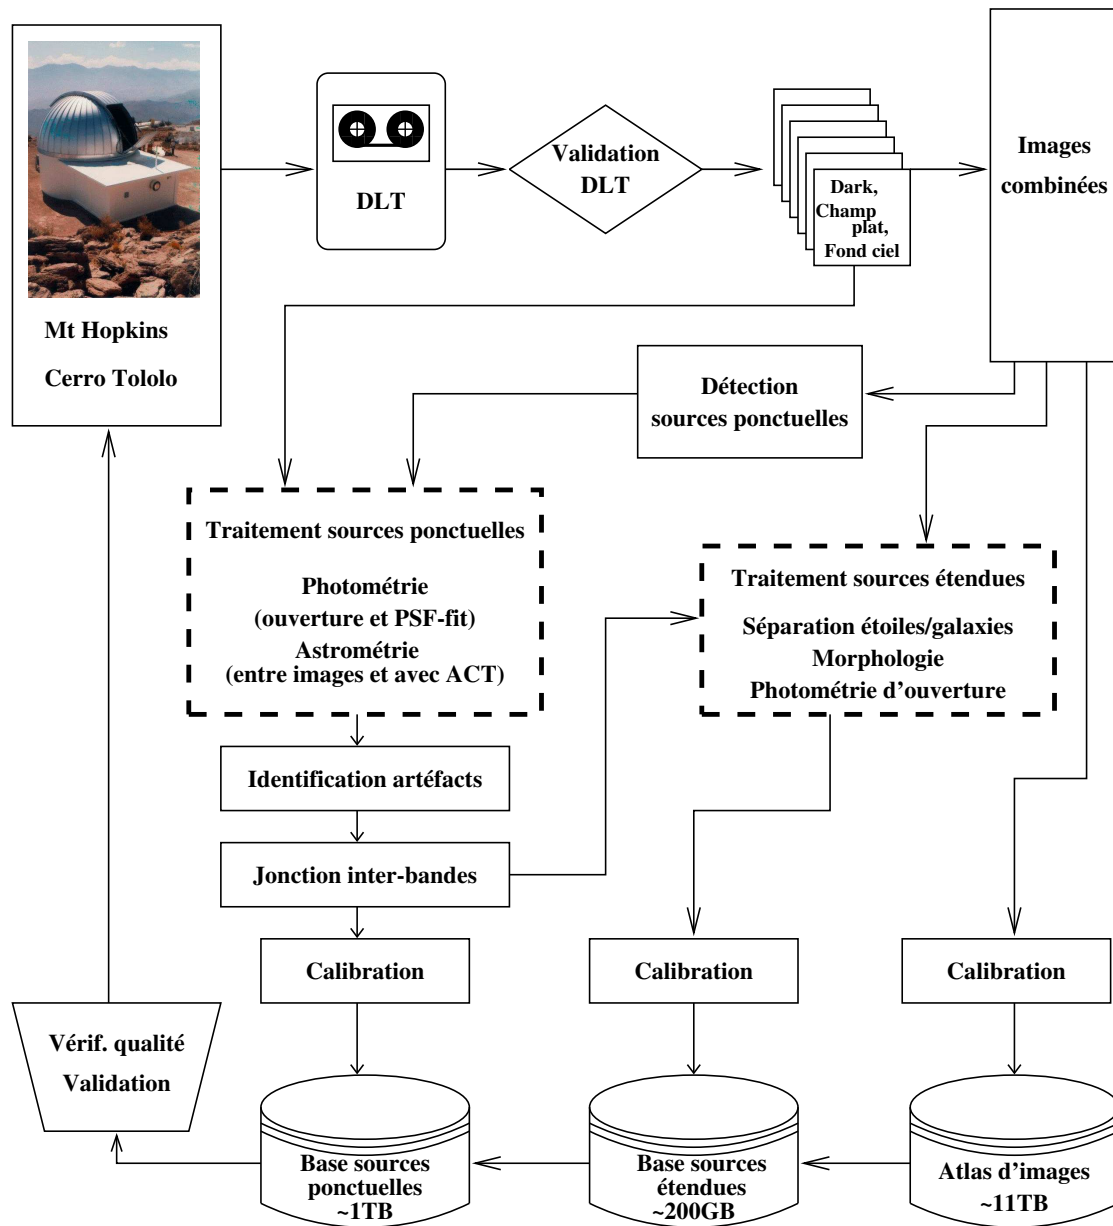 Mt Hopkins
Cerro Tololo
DLT
Validation
DLT
Dark,
Champ
plat,
Fond ciel
Images
combinées
Détection
sources ponctuelles
Traitement sources ponctuelles
Photométrie
(ouverture et PSF-fit)
Astrométrie
(entre images et avec ACT)
Traitement sources étendues
Séparation étoiles/galaxies
Morphologie
Photométrie d'ouverture
Identification artéfacts
Jonction inter-bandes
Calibration
Calibration
Calibration
Vérif. qualité
Validation
Base sources
ponctuelles
~1TB
Base sources
étendues
~200GB
Atlas d'images
~11TB